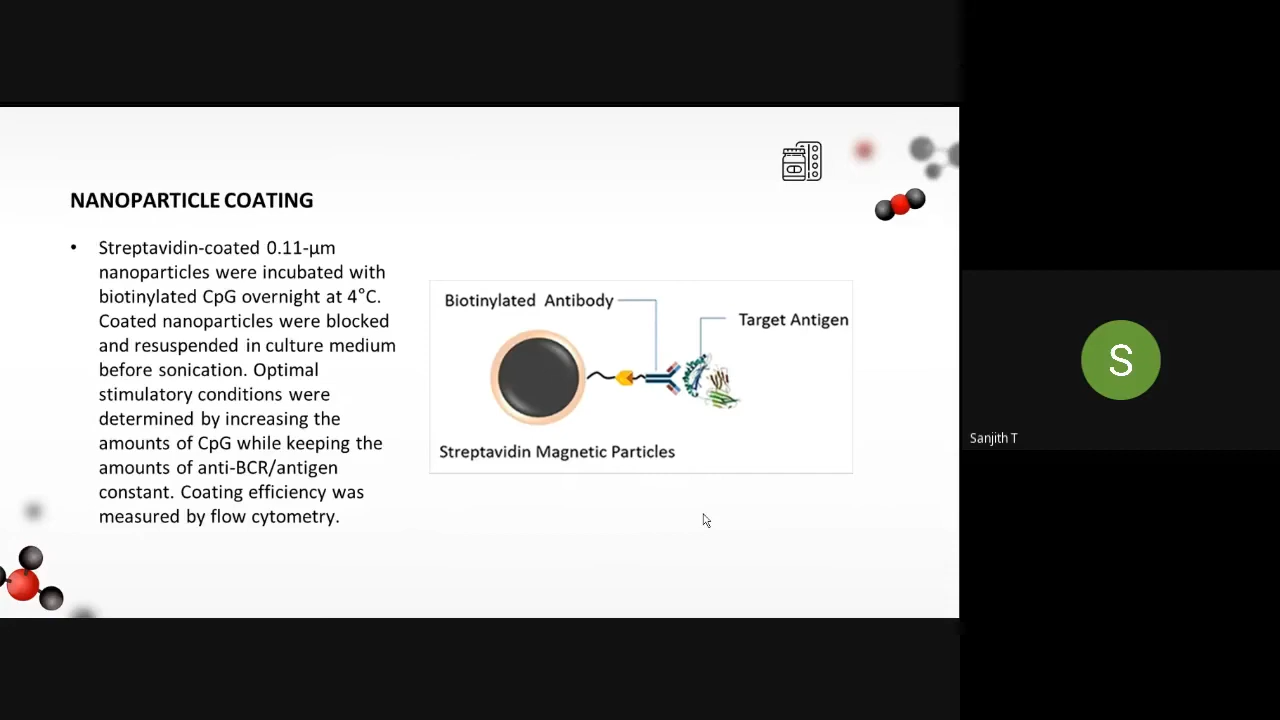 NANOPARTICLE COATING
• Streptavidin-coated 0.11-µm
nanoparticles were incubated with
biotinylated CpG overnight at 4°C.
Coated nanoparticles were blocked
and resuspended in culture medium
before sonication. Optimal
stimulatory conditions were
determined by increasing the
amounts of CpG while keeping the
amounts of anti-BCR/antigen
constant. Coating efficiency was
measured by flow cytometry.
Biotinylated Antibody
Target Antigen
Streptavidin Magnetic Particles
S
Sanjith T